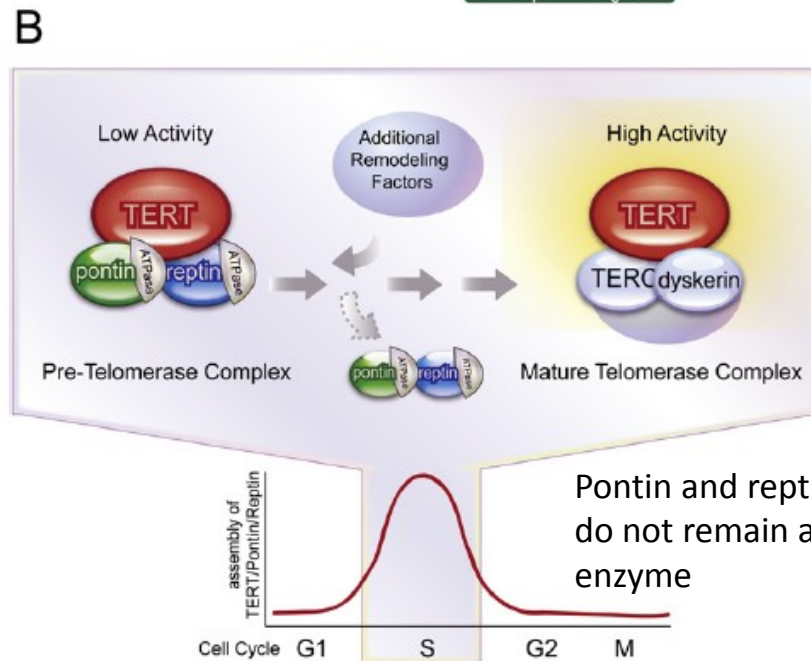 B
Low Activity
Additional
Remodeling
Factors
High Activity
TERT
TERT
pontin
ATPase
reptin
ATPase
TERC
dyskerin
Pre-Telomerase Complex
pontin
ATPase
reptin
ATPase
Mature Telomerase Complex
assembly of
TERT/Pontin/Reptin
Pontin and rept
do not remain a
enzyme
Cell Cycle G1 S G2 M